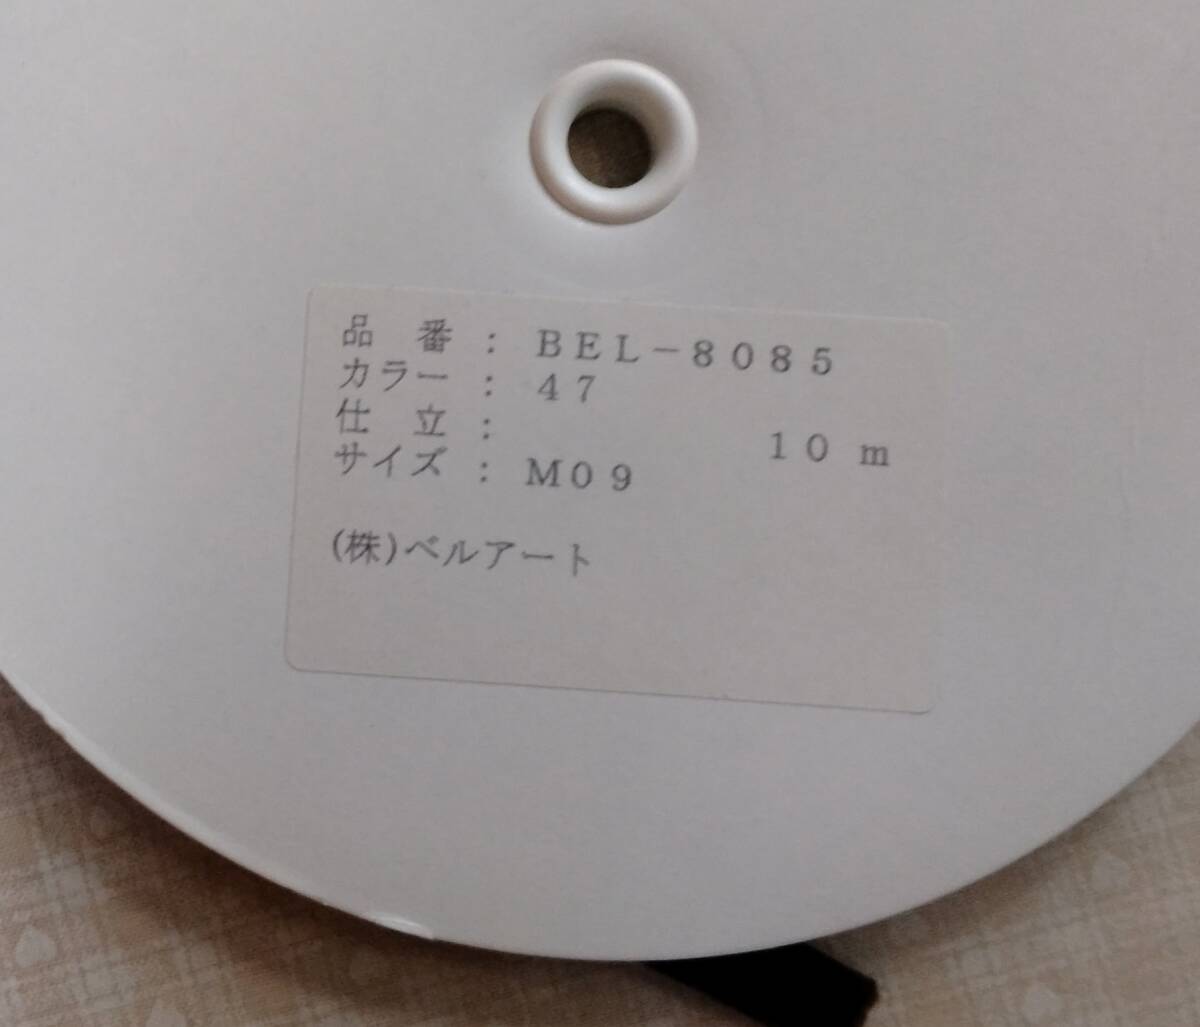 品　番　：　ＢＥＬ－８０８５
カラー　：　４７
仕　立　：　　　　　　　１０ｍ
サイズ　：　Ｍ０９
(株)ベルアート